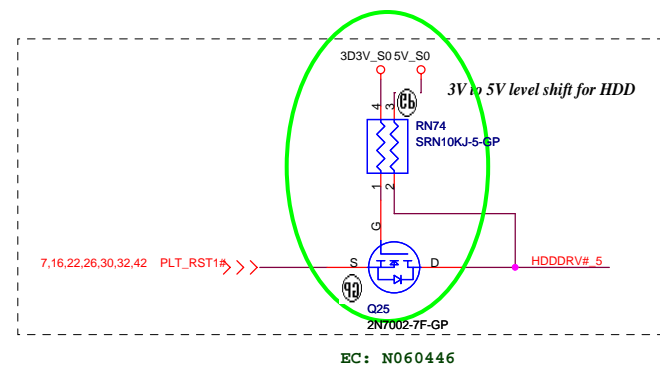 3D3V_S0 5V_S0
3V to 5V level shift for HDD
4 3
RN74
SRN10KJ-5-GP
1 2
G
7,16,22,26,30,32,42 PLT_RST1# S D HDDDRV#_5
Q25
2N7002-7F-GP
EC: N060446